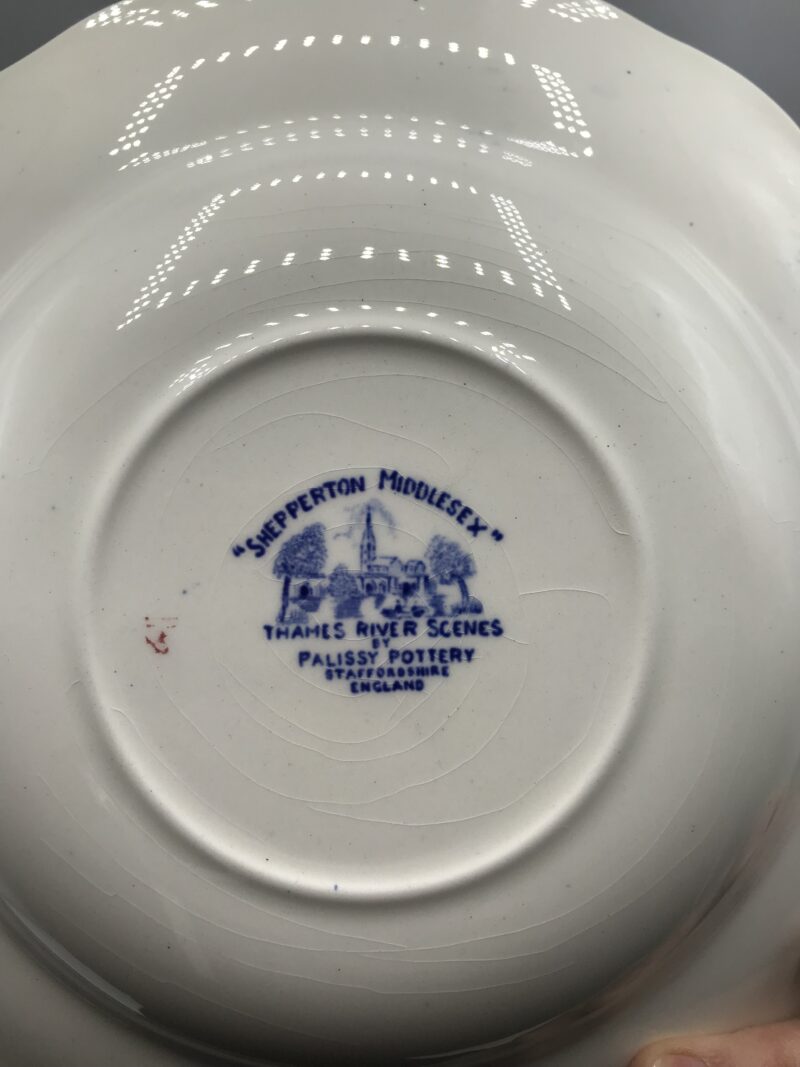 "SHEPPERTON MIDDLESEX"
THAMES RIVER SCENES
BY
PALISSY POTTERY
STAFFORDSHIRE
ENGLAND